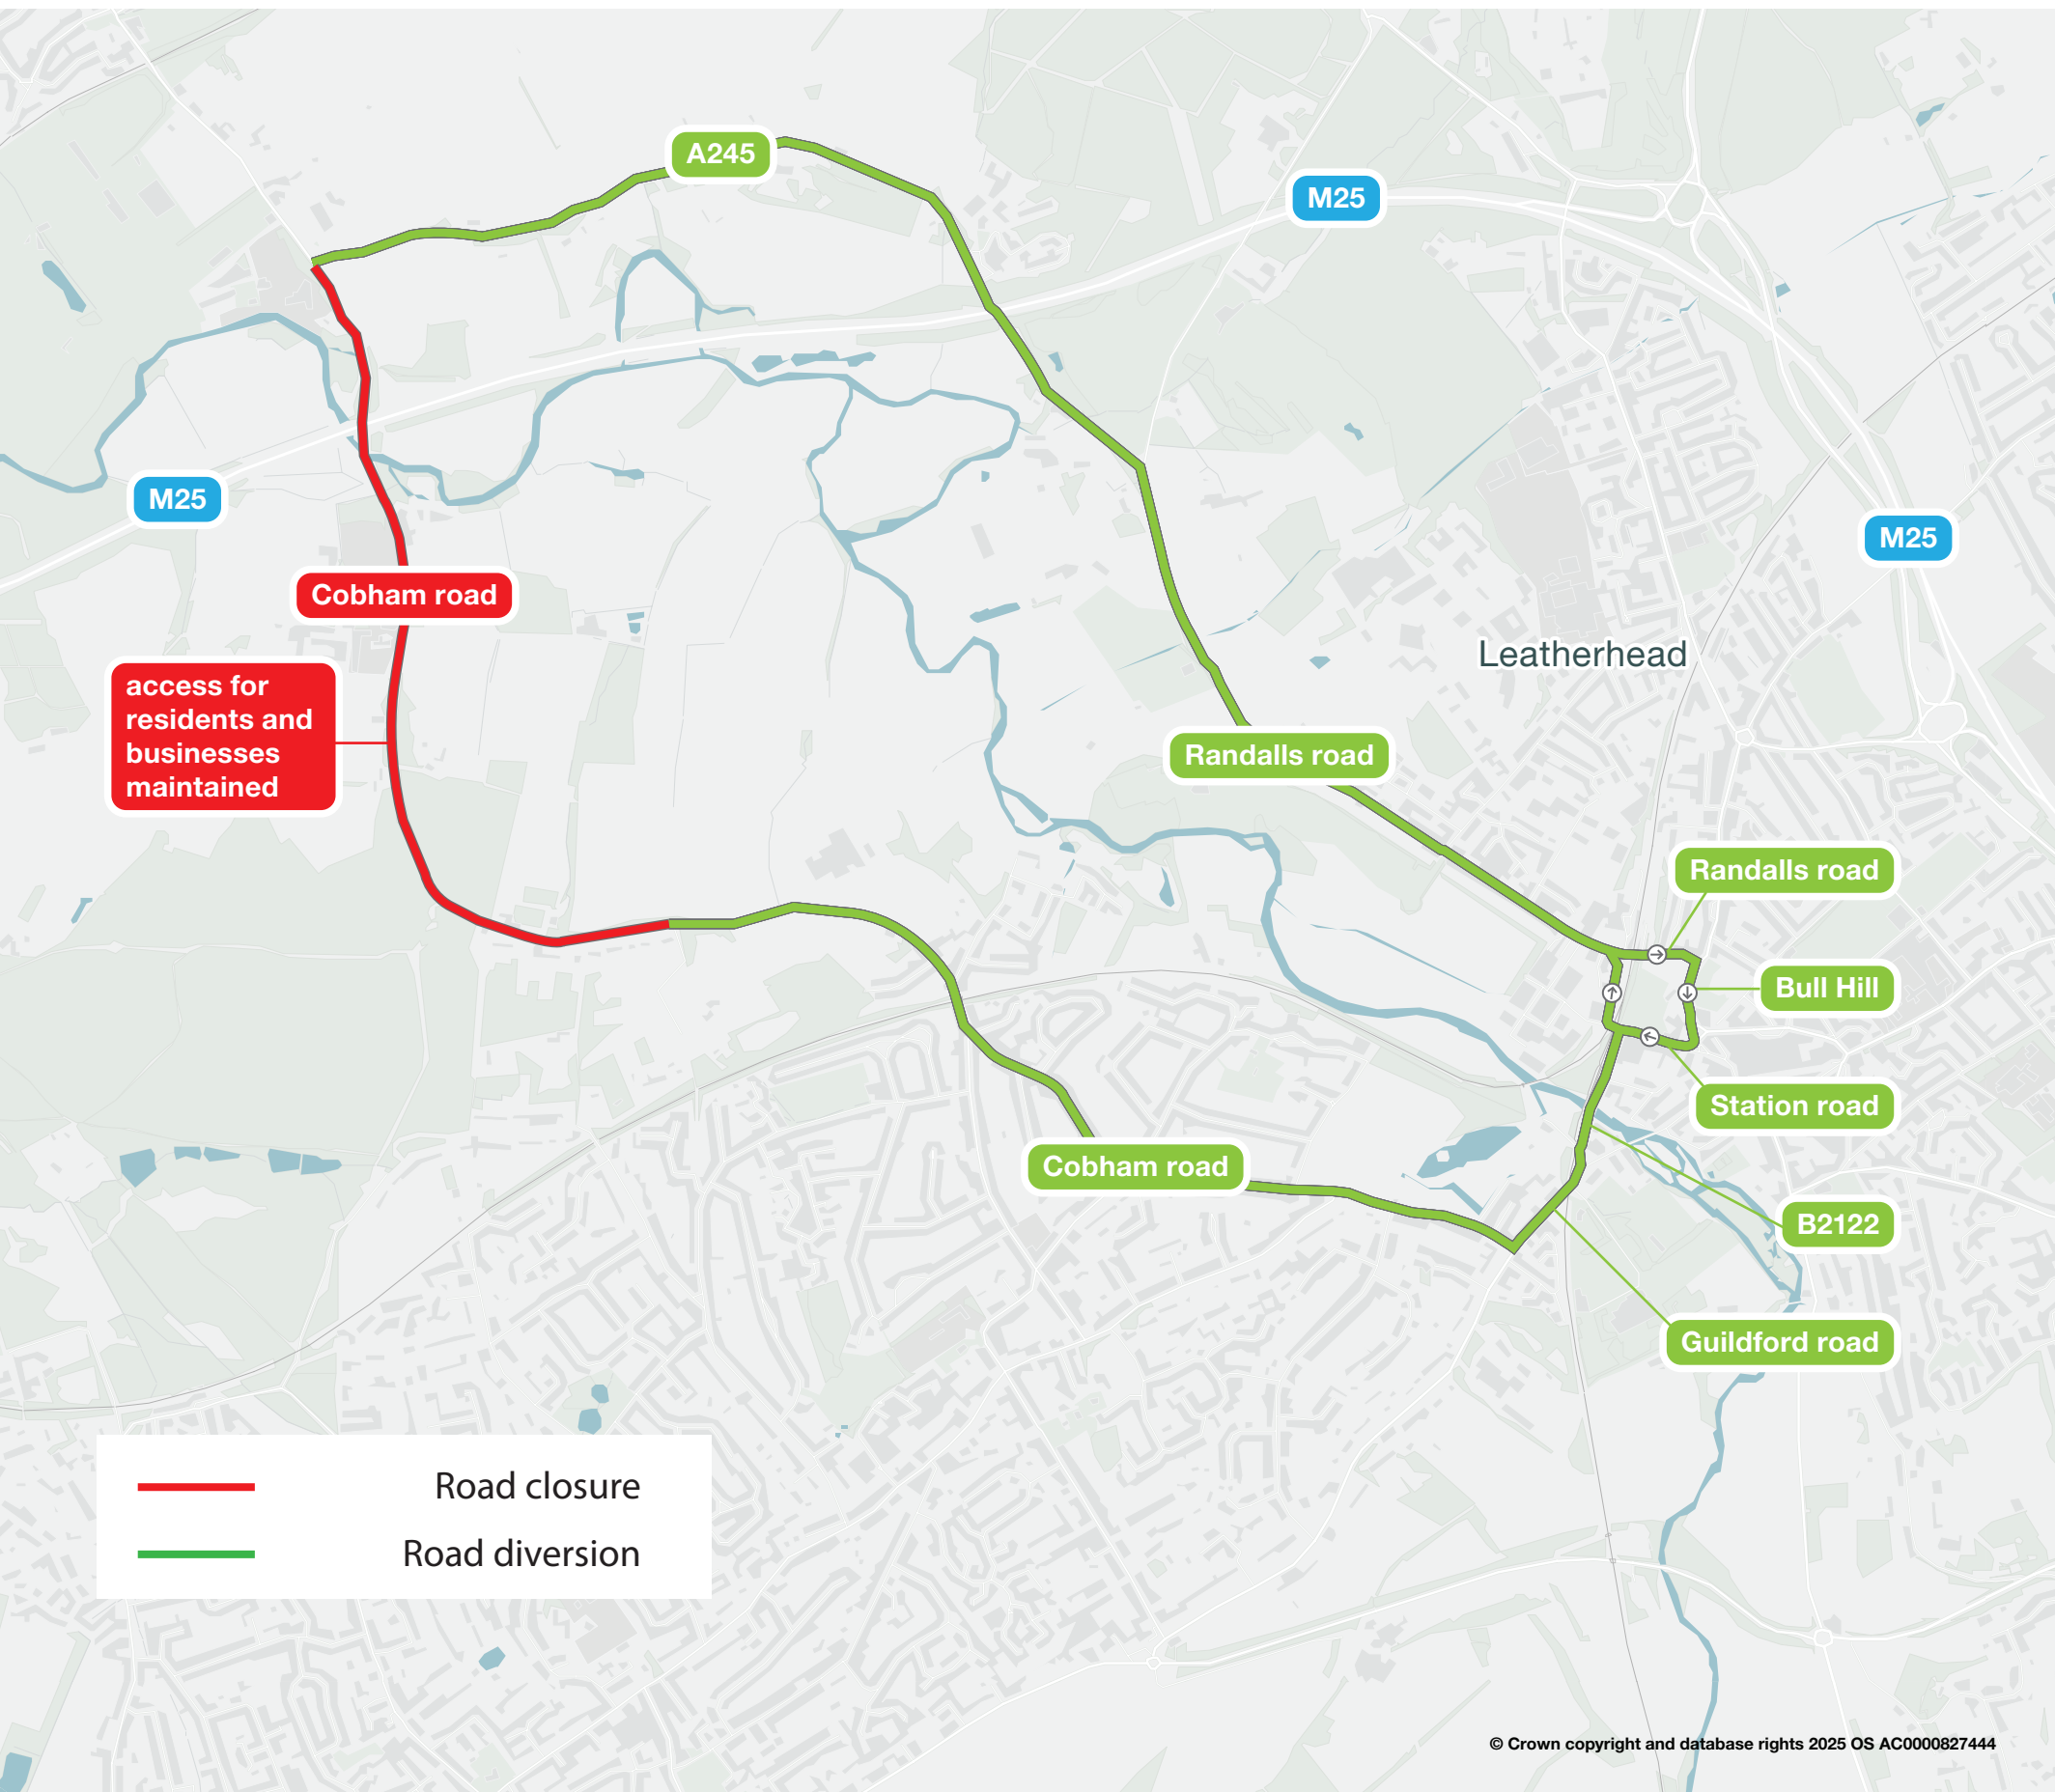 A245
M25
M25
M25
Cobham road
access for
residents and
businesses
maintained
Leatherhead
Randalls road
Randalls road
Bull Hill
Station road
Cobham road
B2122
Guildford road
Road closure
Road diversion
© Crown copyright and database rights 2025 OS AC0000827444